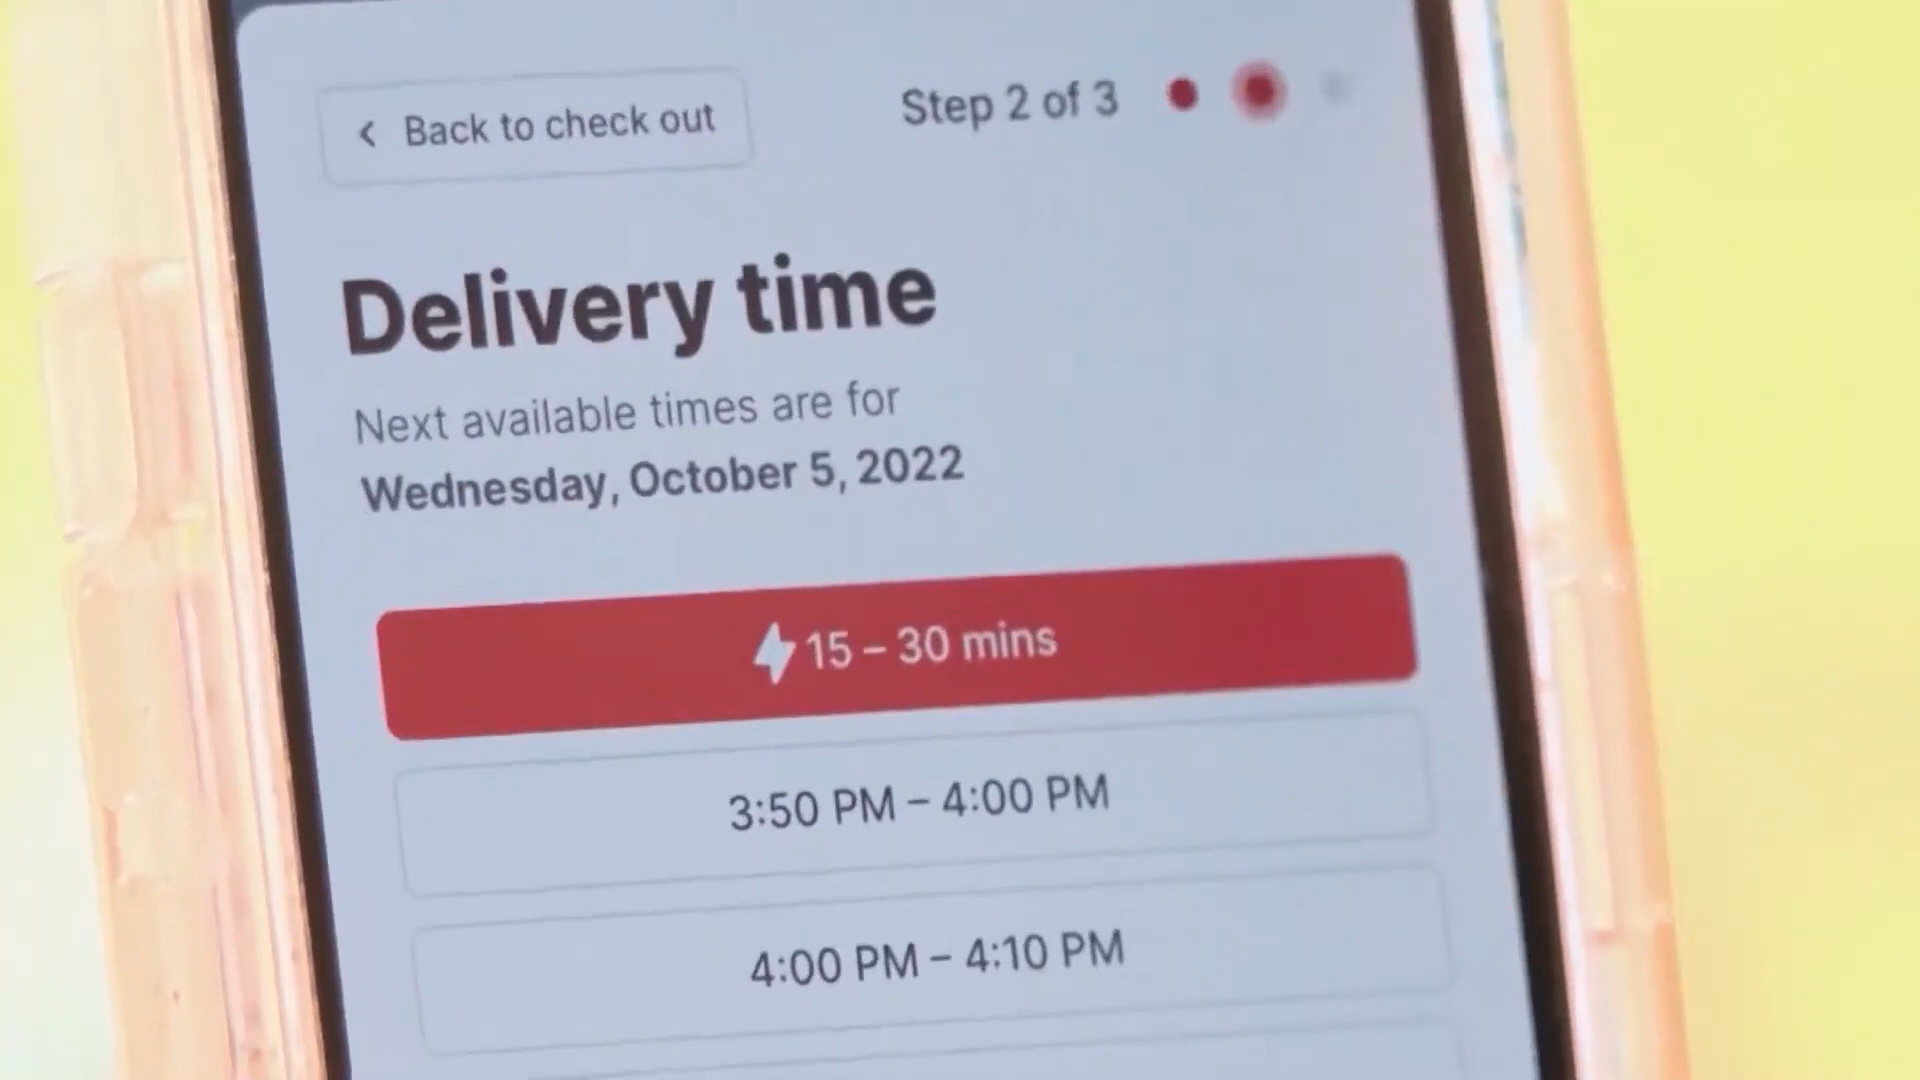 Back to check out
Step 2 of 3
Delivery time
Next available times are for
Wednesday, October 5, 2022
15 – 30 mins
3:50 PM – 4:00 PM
4:00 PM – 4:10 PM